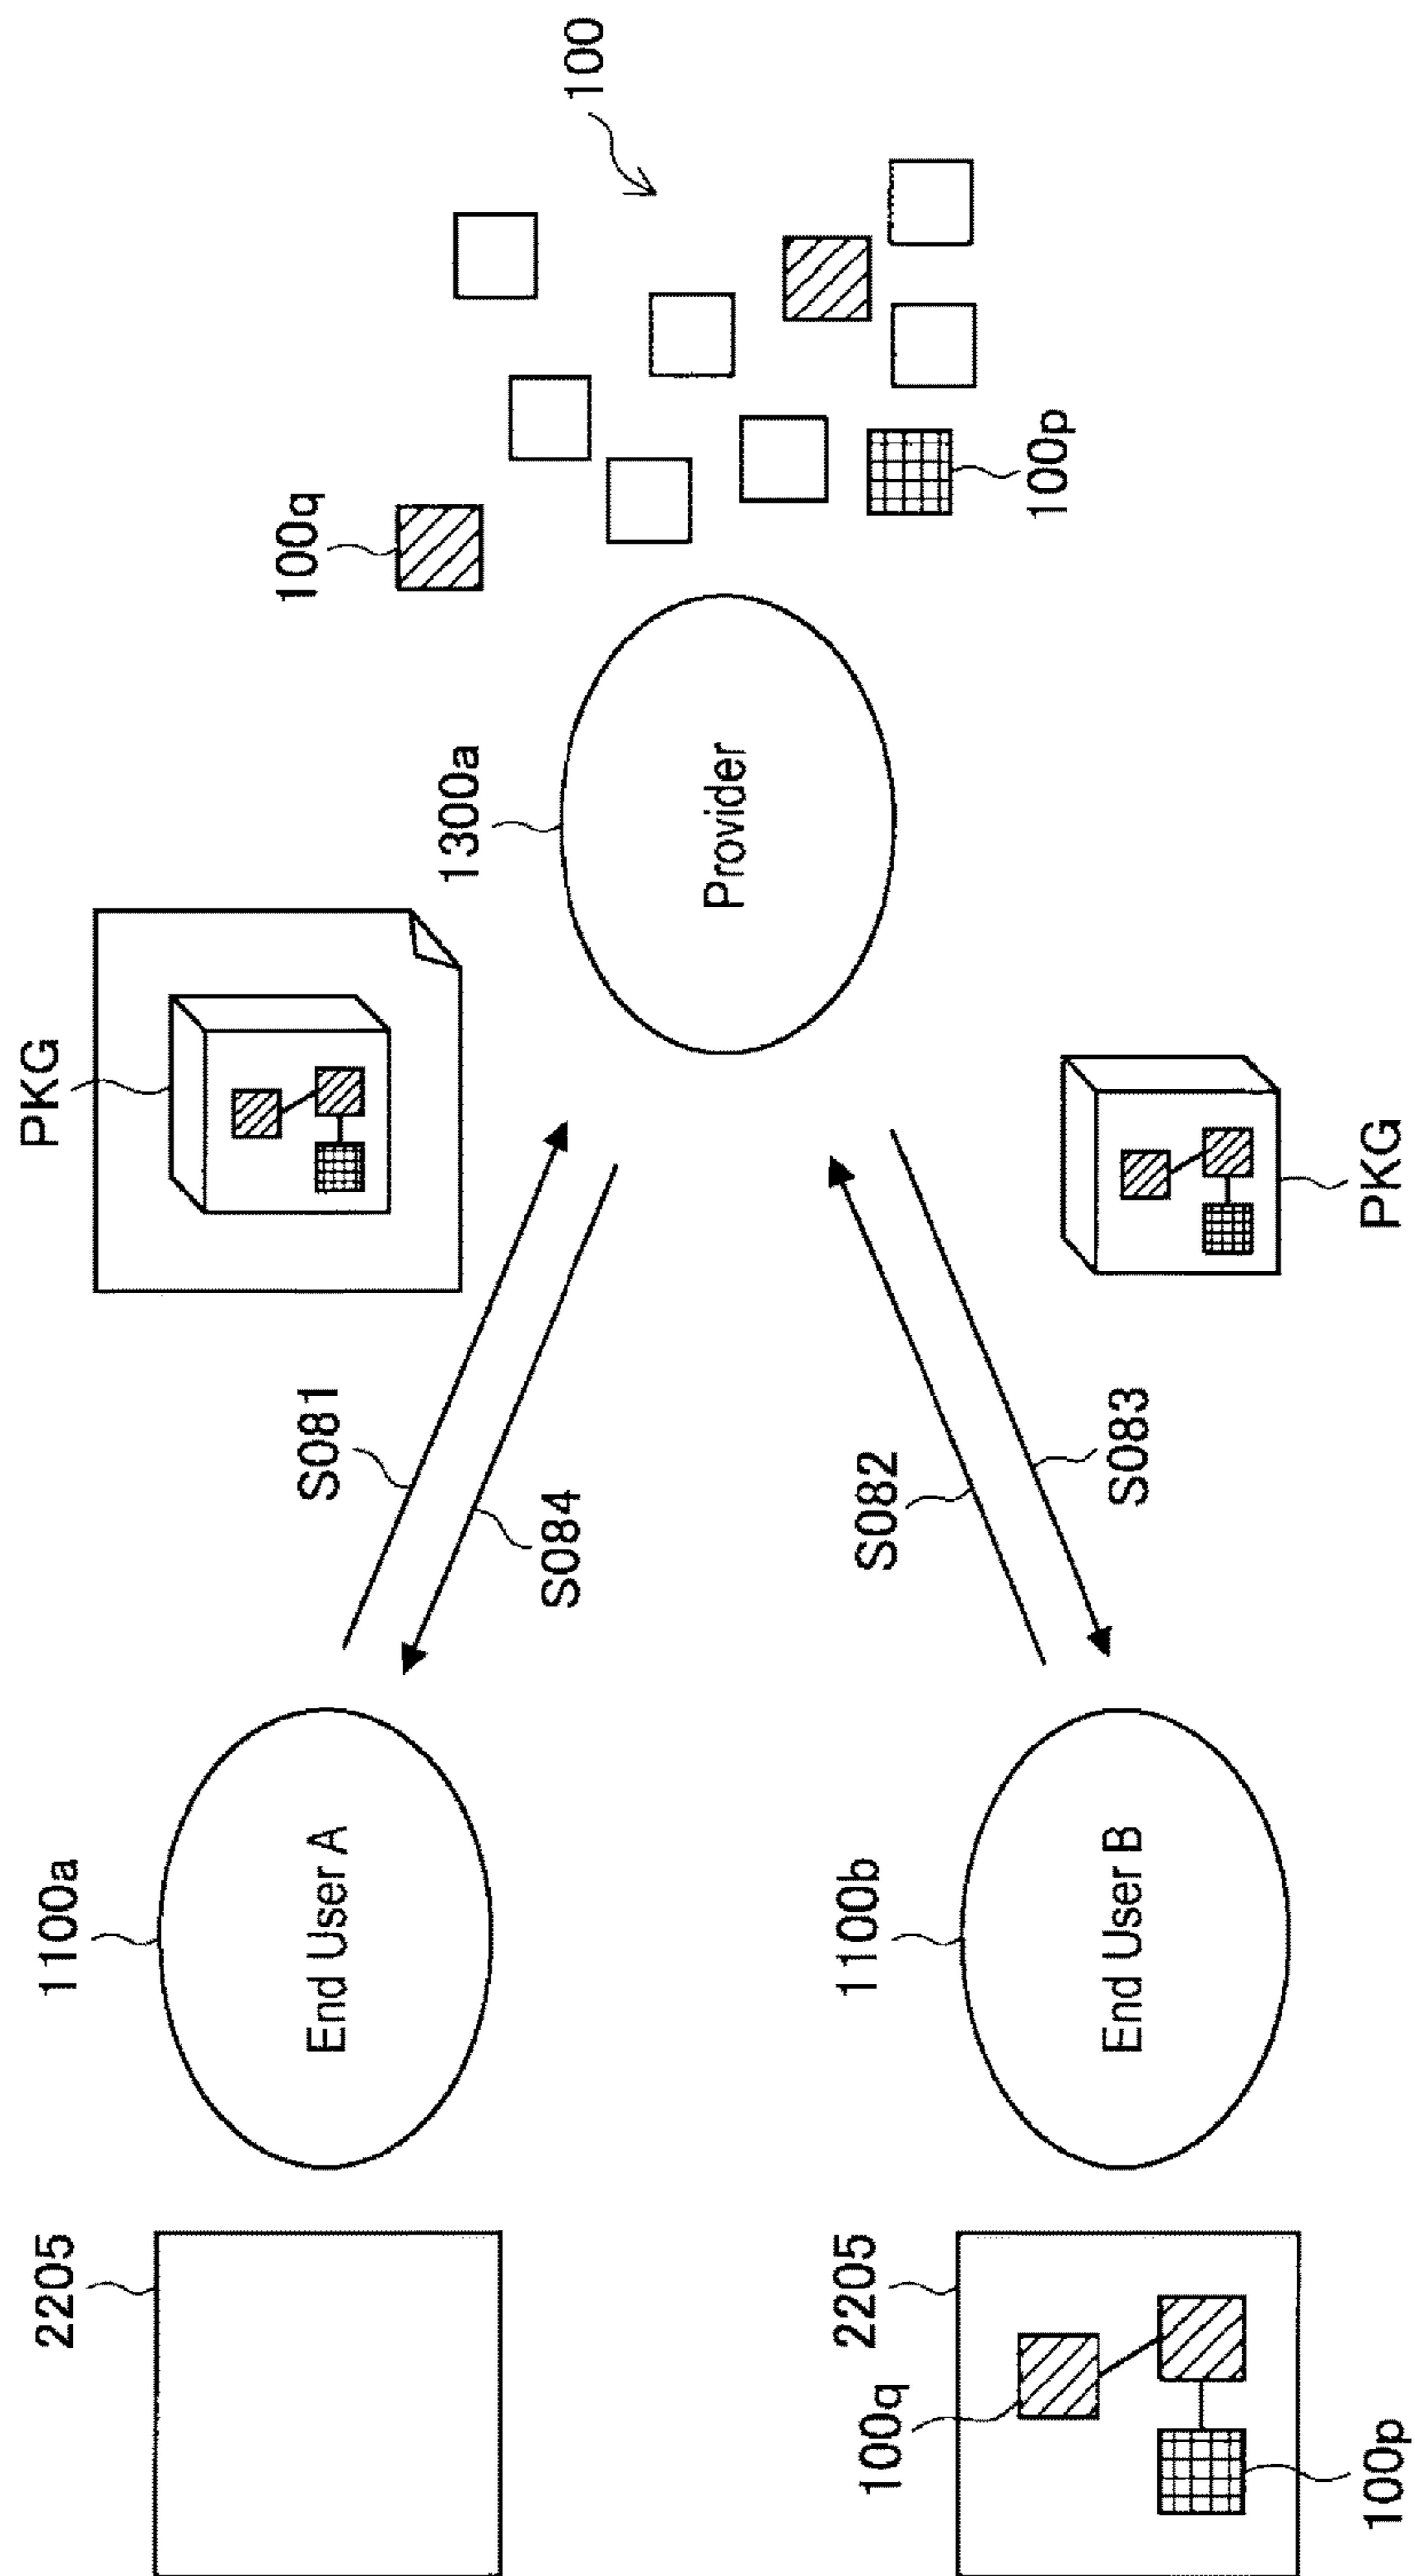 PKG
100
100q
1300a
Provider
100p
S081
S084
S082
S083
PKG
1100a
End User A
1100b
End User B
2205
2205
100q
100p